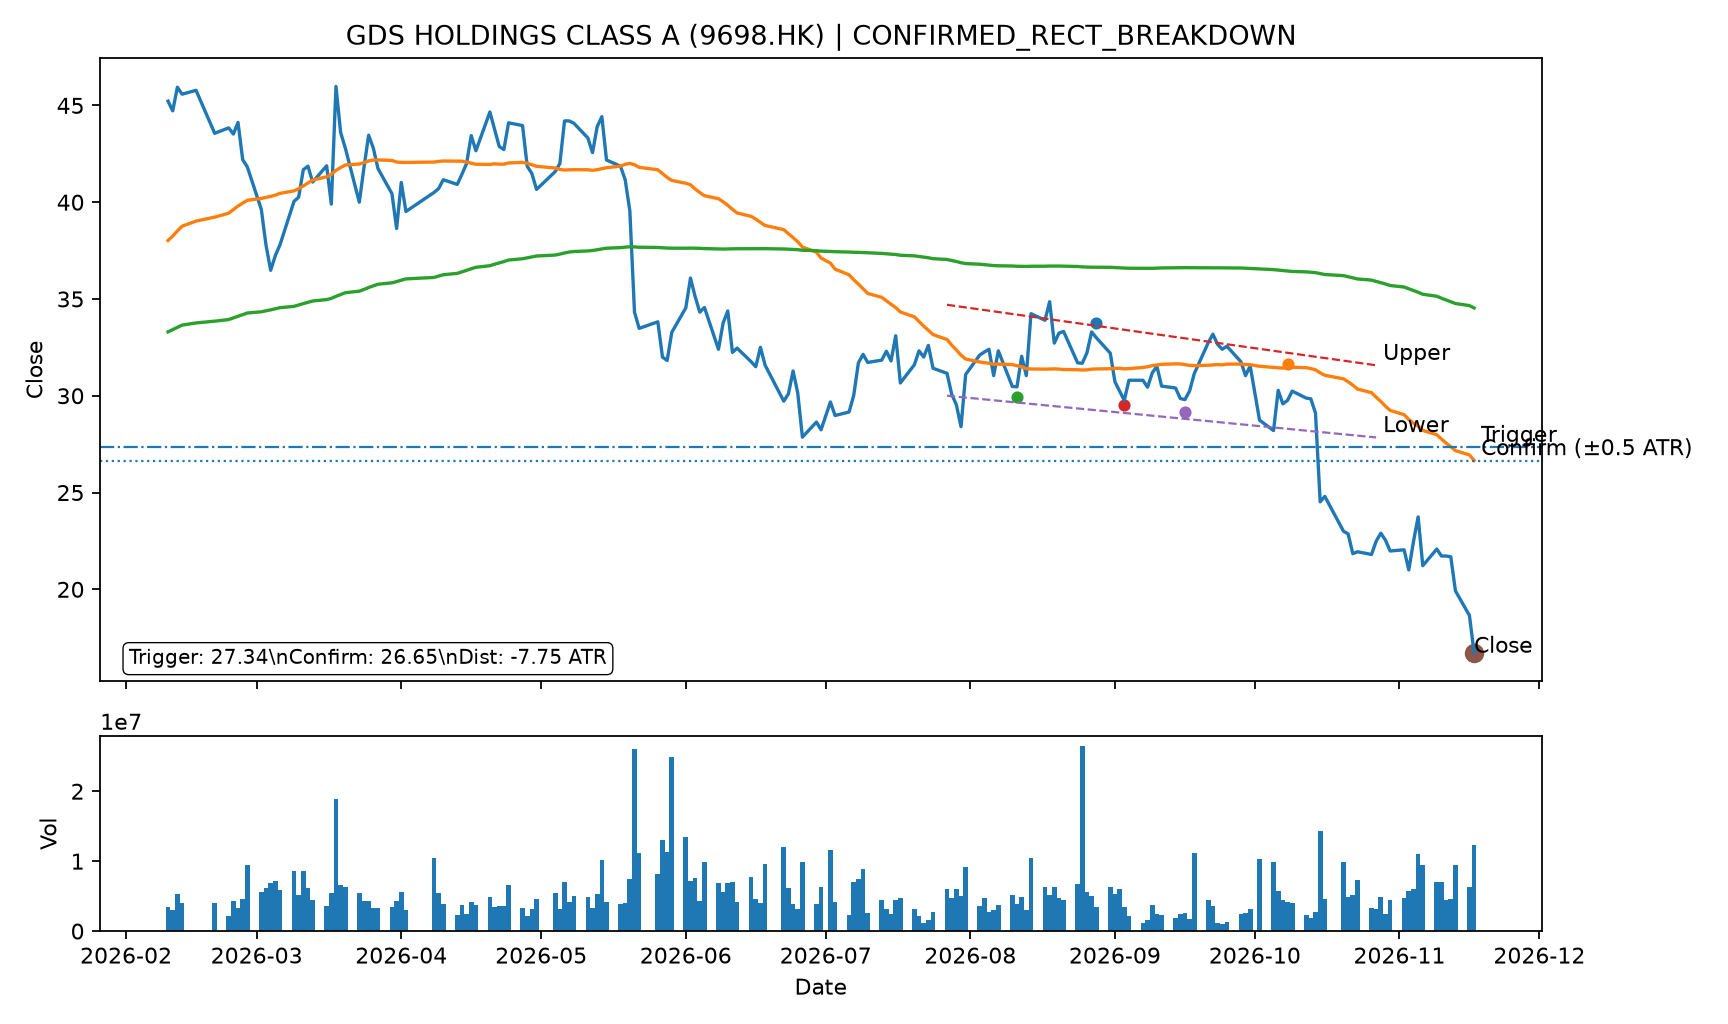 GDS HOLDINGS CLASS A (9698.HK) | CONFIRMED_RECT_BREAKDOWN
Close
45
40
35
30
25
20
Upper
Lower
Trigger
Confirm (±0.5 ATR)
Close
Trigger: 27.34\nConfirm: 26.65\nDist: -7.75 ATR
1e7
Vol
2
1
0
2026-02 2026-03 2026-04 2026-05 2026-06 2026-07 2026-08 2026-09 2026-10 2026-11 2026-12
Date